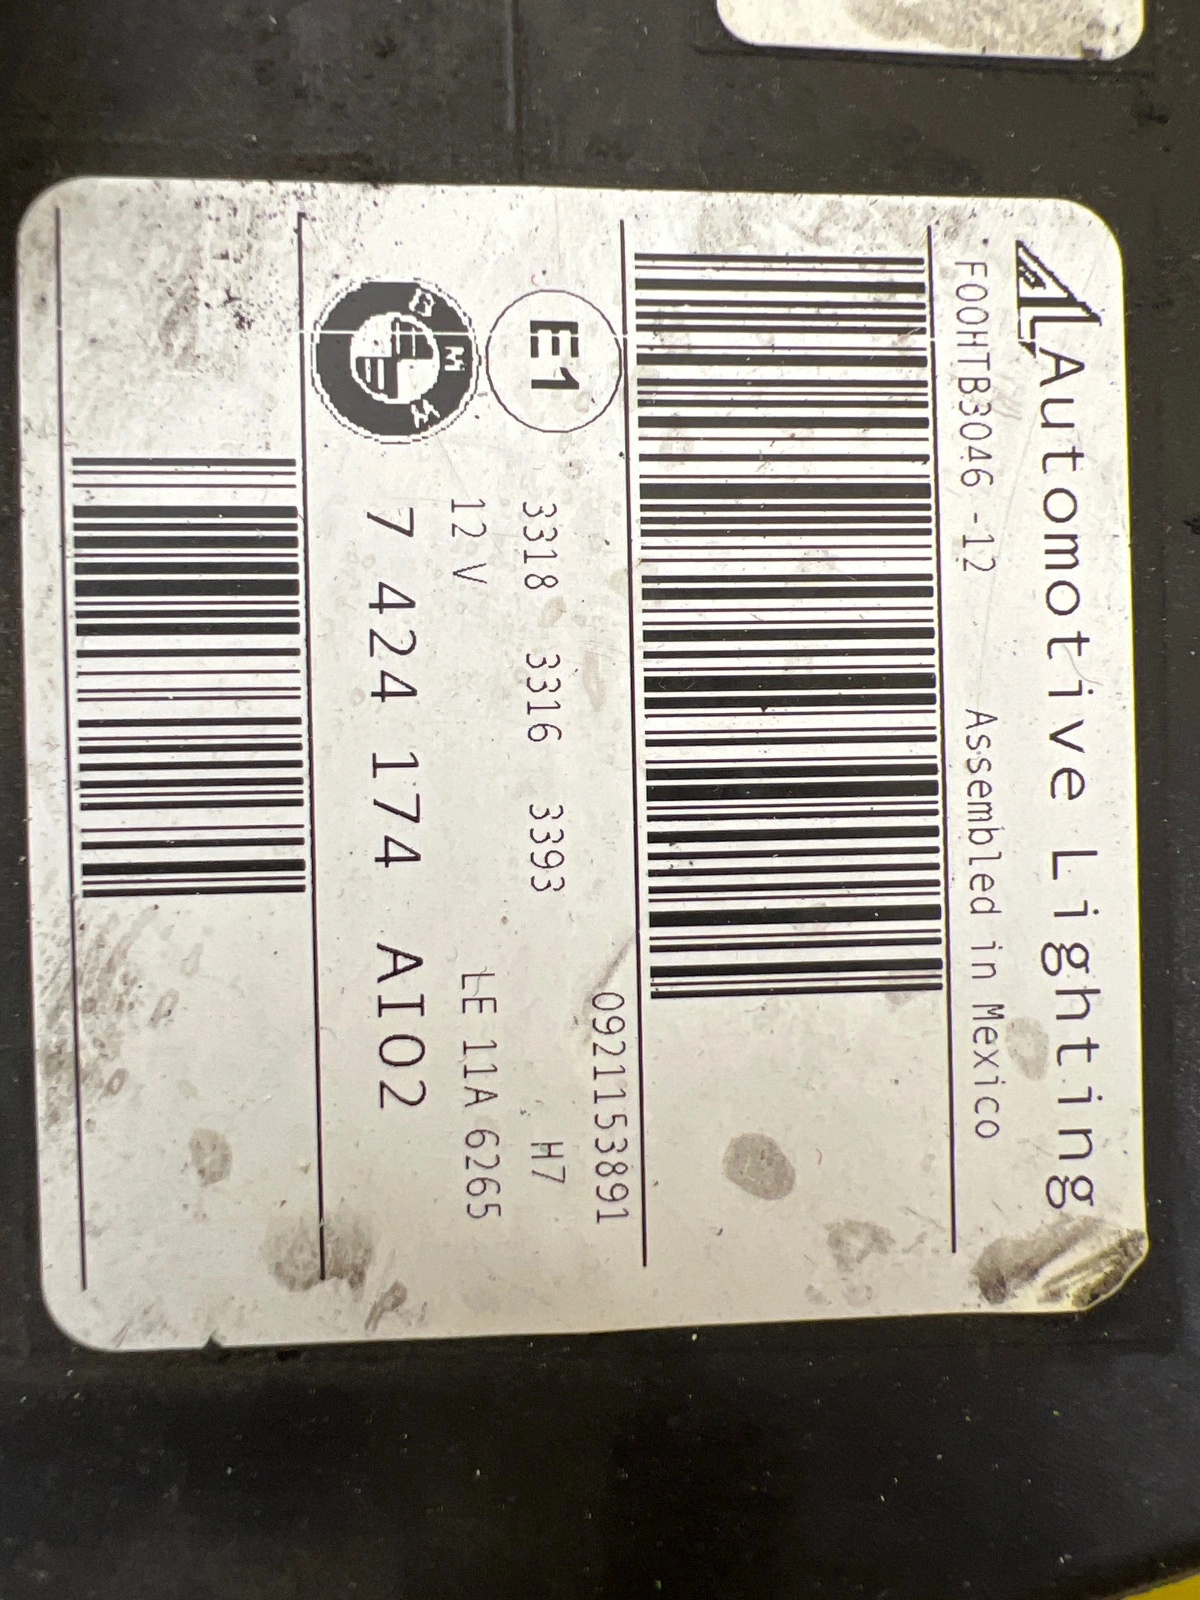 Automotive Lighting
F00HTB3046 -12 Assembled in Mexico
0921153891
E1 3318 3316 3393 H7
12 V LE 11A 6265
BMW
7 424 174 AI02